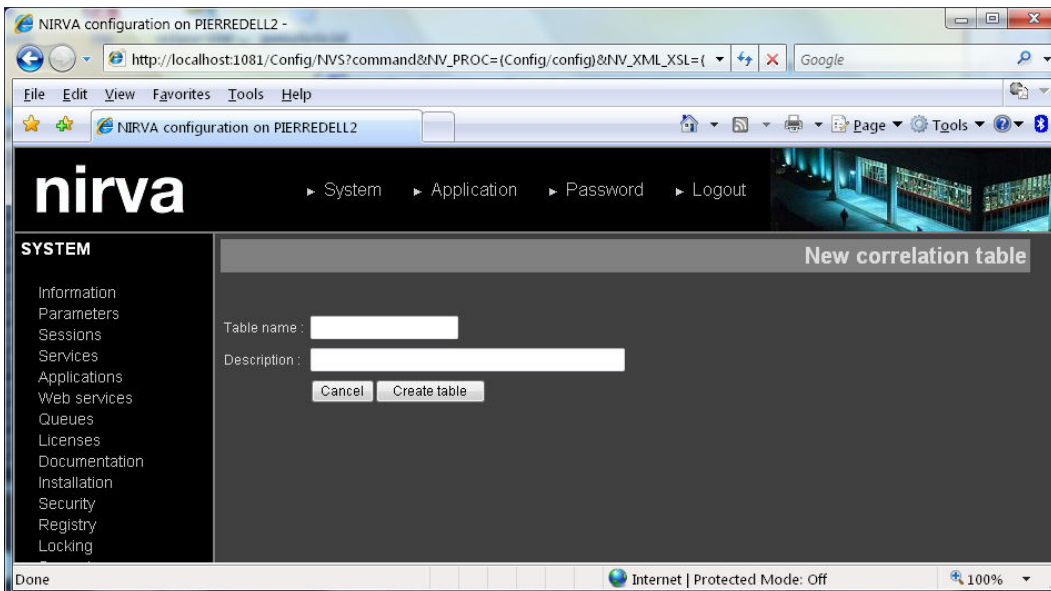 NIRVA configuration on PIERREDELL2 -
http://localhost:1081/Config/NVS?command&NV_PROC={Config/config}&NV_XML_XSL={
Google
File Edit View Favorites Tools Help
NIRVA configuration on PIERREDELL2
Page Tools
nirva
System Application Password Logout
SYSTEM
New correlation table
Information
Parameters
Sessions
Services
Applications
Web services
Queues
Licenses
Documentation
Installation
Security
Registry
Locking
Table name :
Description :
Cancel Create table
Done
Internet | Protected Mode: Off
100%